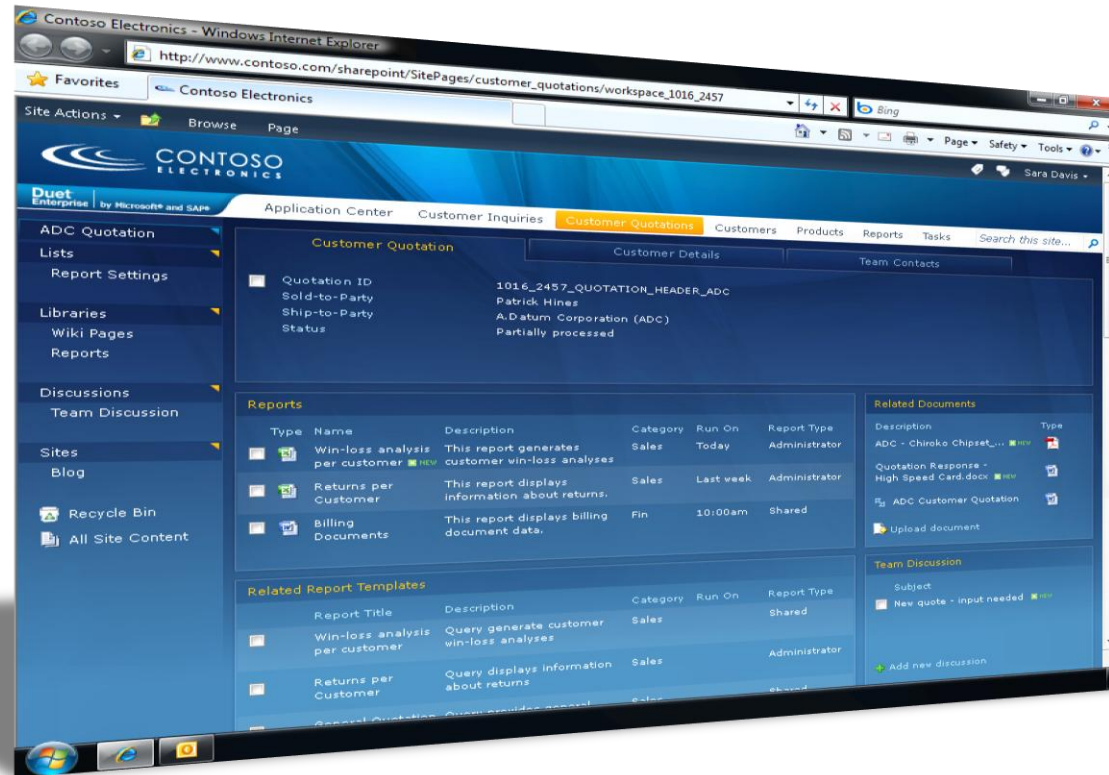 Contoso Electronics - Windows Internet Explorer
http://www.contoso.com/sharepoint/SitePages/customer_quotations/workspace_1016_2457
Bing
Favorites
Contoso Electronics
Page
Safety
Tools
Site Actions
Browse
Page
Sara Davis
CONTOSO
ELECTRONICS
Duet
Enterprise by Microsoft® and SAP®
Application Center
Customer Inquiries
Customer Quotations
Customers
Products
Reports
Tasks
Search this site...
ADC Quotation
Lists
Report Settings
Libraries
Wiki Pages
Reports
Discussions
Team Discussion
Sites
Blog
Recycle Bin
All Site Content
Customer Quotation
Customer Details
Team Contacts
Quotation ID 1016_2457_QUOTATION_HEADER_ADC
Sold-to-Party Patrick Hines
Ship-to-Party A.Datum Corporation (ADC)
Status Partially processed
Reports
Type Name Description Category Run On Report Type
Win-loss analysis This report generates Sales Today Administrator
per customer NEW customer win-loss analyses
Returns per This report displays Sales Last week Administrator
Customer information about returns.
Billing This report displays billing Fin 10:00am Shared
Documents document data.
Related Report Templates
Report Title Description Category Run On Report Type
Win-loss analysis Query generate customer Sales Shared
per customer win-loss analyses
Returns per Query displays information Sales Administrator
Customer about returns
General Quotation Query provides general Sales Shared
Related Documents
Description Type
ADC - Chiroko Chipset_... NEW
Quotation Response -
High Speed Card.docx NEW
ADC Customer Quotation
Upload document
Team Discussion
Subject
New quote - input needed NEW
Add new discussion